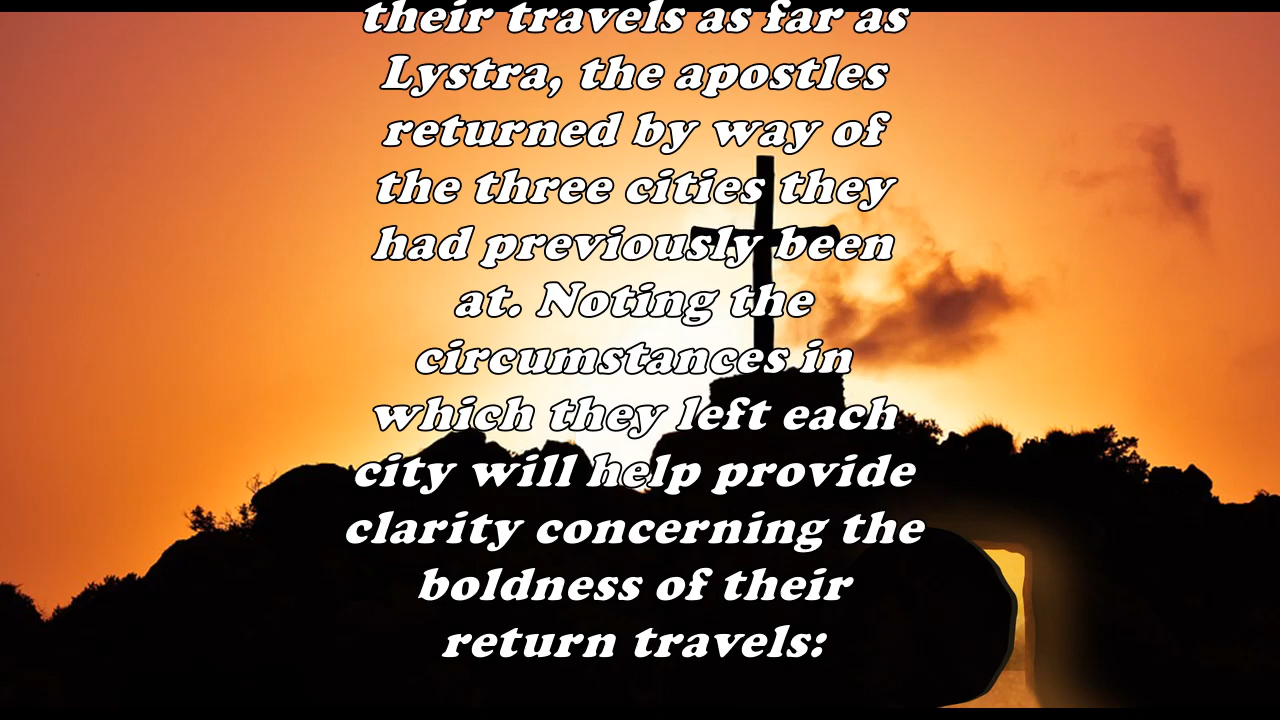 their travels as far as
Lystra, the apostles
returned by way of
the three cities they
had previously been
at. Noting the
circumstances in
which they left each
city will help provide
clarity concerning the
boldness of their
return travels: